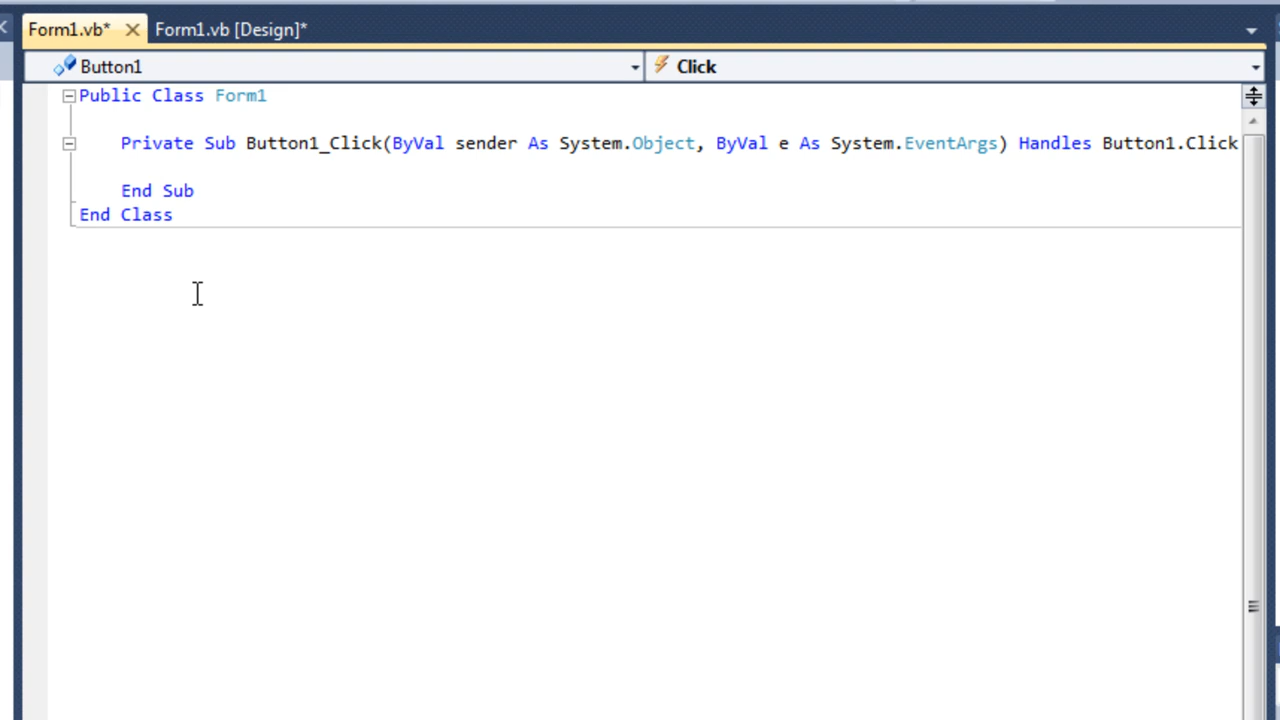 Form1.vb* Form1.vb [Design]*
Button1 Click
Public Class Form1
Private Sub Button1_Click(ByVal sender As System.Object, ByVal e As System.EventArgs) Handles Button1.Click
End Sub
End Class